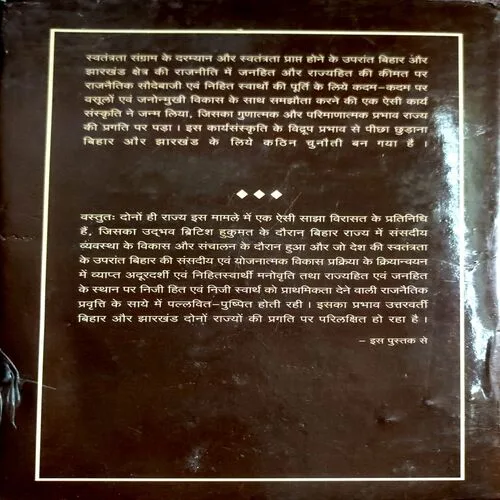 स्वतंत्रता संग्राम के दरम्यान और स्वतंत्रता प्राप्त होने के उपरांत बिहार और
झारखंड क्षेत्र की राजनीति में जनहित और राज्यहित की कीमत पर
राजनैतिक सौदेबाजी एवं निहित स्वार्थों की पूर्ति के लिये कदम–कदम पर
वसूलों एवं जनोन्मुखी विकास के साथ समझौता करने की एक ऐसी कार्य
संस्कृति ने जन्म लिया, जिसका गुणात्मक और परिमाणात्मक प्रभाव राज्य
की प्रगति पर पड़ा । इस कार्यसंस्कृति के विद्रूप प्रभाव से पीछा छुड़ाना
बिहार और झारखंड के लिये कठिन चुनौती बन गया है ।
वस्तुतः दोनों ही राज्य इस मामले में एक ऐसी साझा विरासत के प्रतिनिधि
हैं, जिसका उद्भव ब्रिटिश हुकुमत के दौरान बिहार राज्य में संसदीय
व्यवस्था के विकास और संचालन के दौरान हुआ और जो देश की स्वतंत्रता
के उपरांत बिहार की संसदीय एवं योजनात्मक विकास प्रक्रिया के क्रियान्वयन
में व्याप्त अदूरदर्शी एवं निहितस्वार्थी मनोवृति तथा राज्यहित एवं जनहित
के स्थान पर निजी हित एवं निजी स्वार्थ को प्राथमिकता देने वाली राजनैतिक
प्रवृत्ति के साये में पल्लवित–पुष्पित होती रही । इसका प्रभाव उत्तरवर्ती
बिहार और झारखंड दोनों राज्यों की प्रगति पर परिलक्षित हो रहा है ।
– इस पुस्तक से